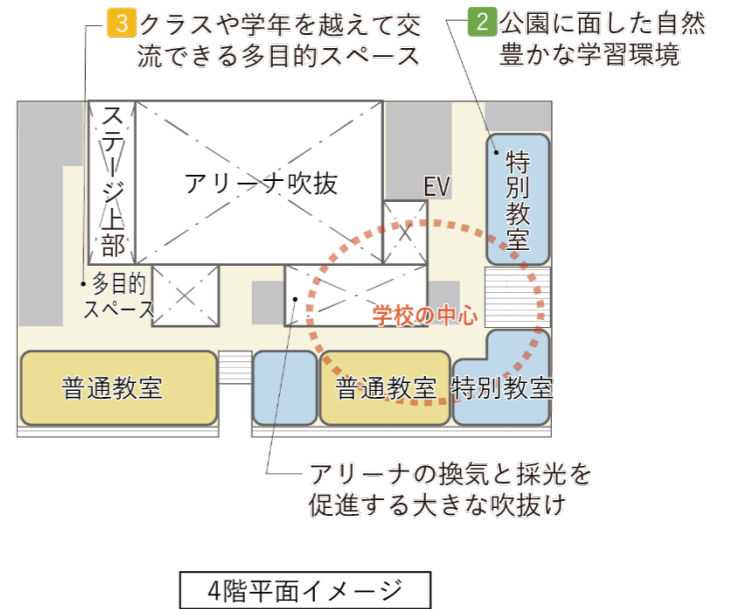 3 クラスや学年を越えて交
流できる多目的スペース
2 公園に面した自然
豊かな学習環境
ステージ上部
アリーナ吹抜
EV
特別教室
多目的
スペース
学校の中心
普通教室
普通教室
特別教室
アリーナの換気と採光を
促進する大きな吹抜け
4階平面イメージ